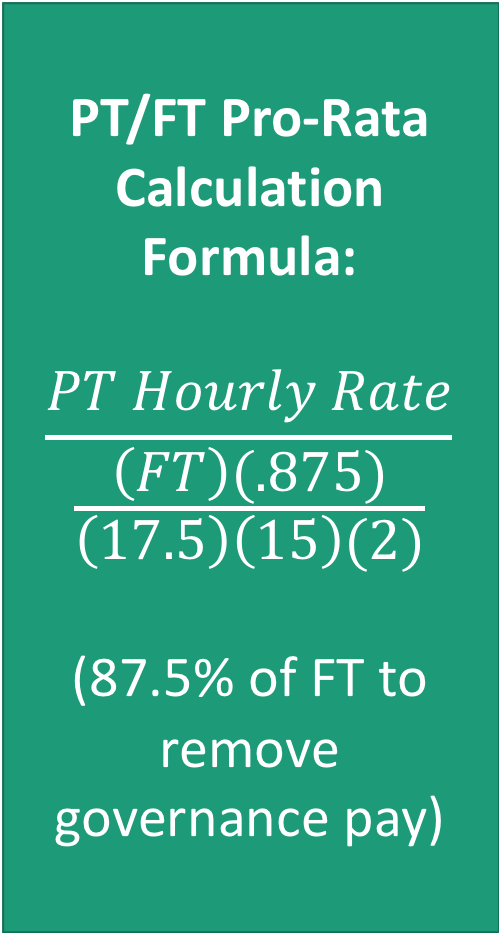 PT/FT Pro-Rata
Calculation
Formula:
PT Hourly Rate
(FT)(.875)
(17.5)(15)(2)
(87.5% of FT to
remove
governance pay)